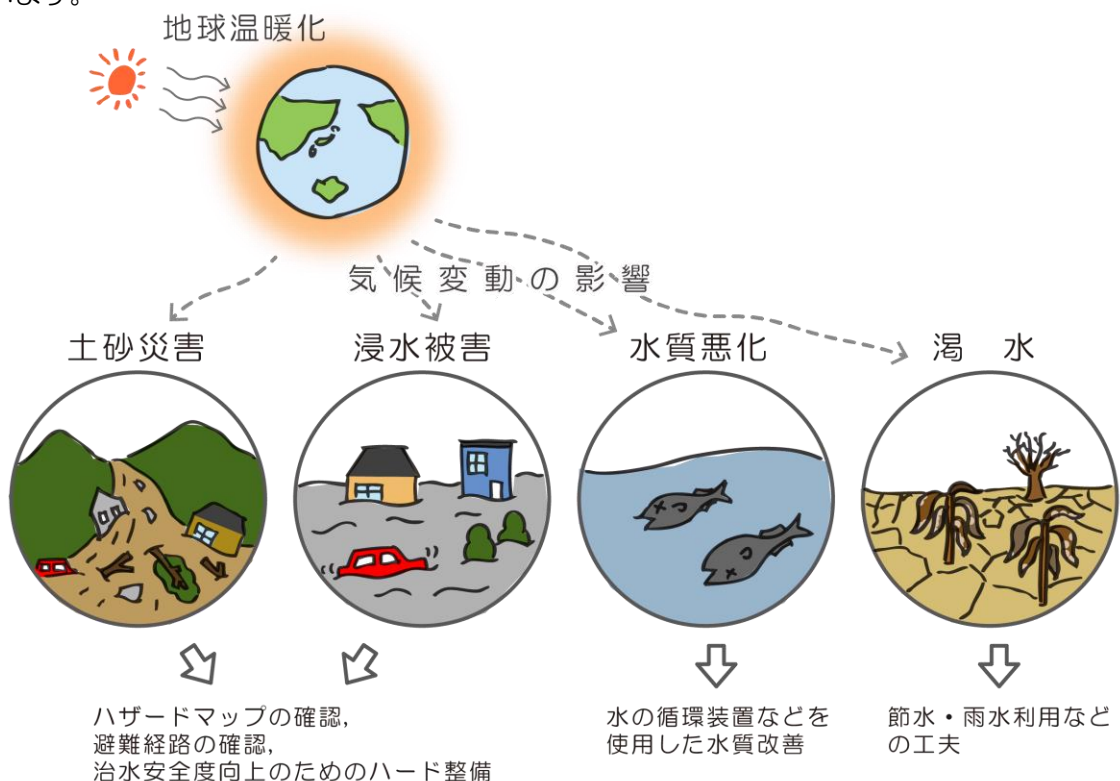 地球温暖化
気候変動の影響
土砂災害
浸水被害
水質悪化
渇　水
ハザードマップの確認,
避難経路の確認,
治水安全度向上のためのハード整備
水の循環装置などを
使用した水質改善
節水・雨水利用など
の工夫